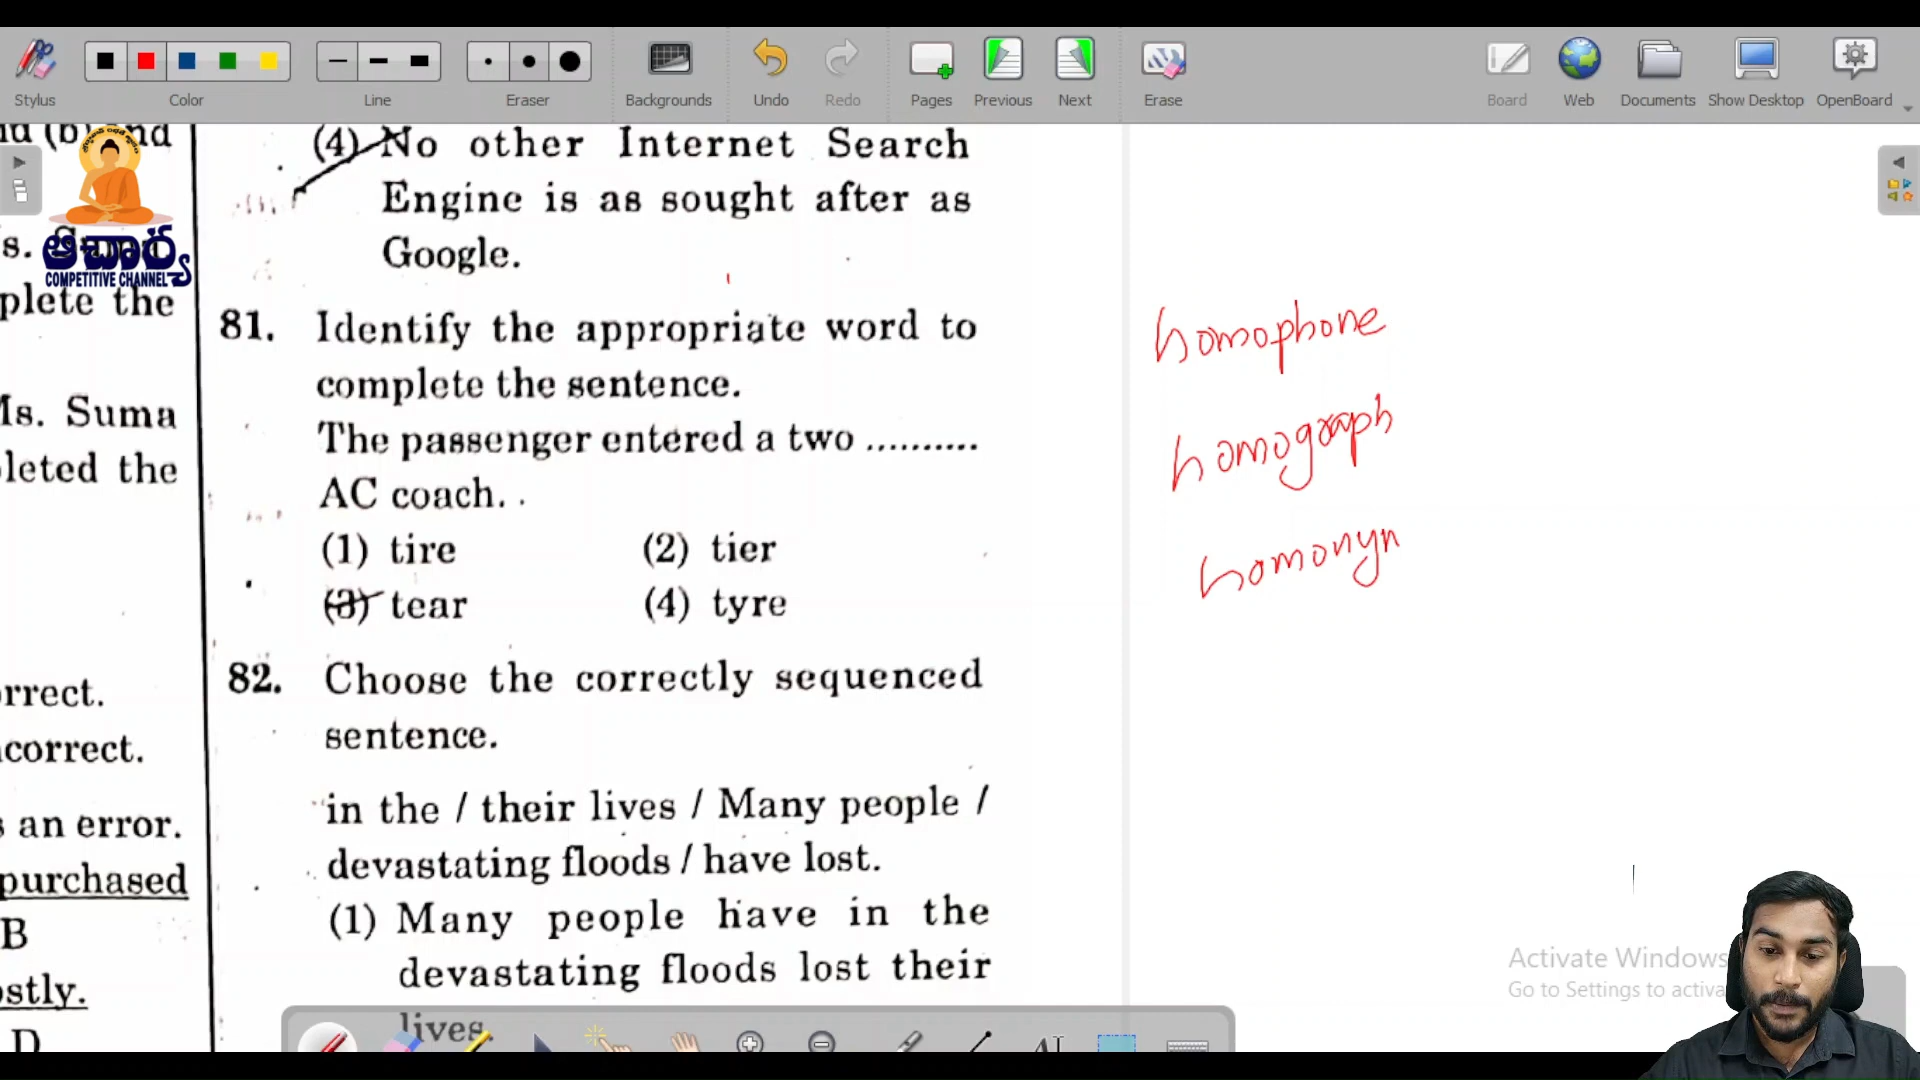 Stylus
Color
Line
Eraser
Backgrounds
Undo
Redo
Pages
Previous
Next
Erase
Board
Web
Documents
Show Desktop
OpenBoard
ఆచార్య
COMPETITIVE CHANNEL
(b) and
s.
plete the
Ms. Suma
leted the
rrect.
correct.
s an error.
purchased
B
ostly.
D
(4) No other Internet Search
Engine is as sought after as
Google.
81. Identify the appropriate word to
complete the sentence.
The passenger entered a two ..........
AC coach.
(1) tire (2) tier
(3) tear (4) tyre
82. Choose the correctly sequenced
sentence.
in the / their lives / Many people /
devastating floods / have lost.
(1) Many people have in the
devastating floods lost their
lives.
homophone
homograph
homonyn
Activate Windows
Go to Settings to activa